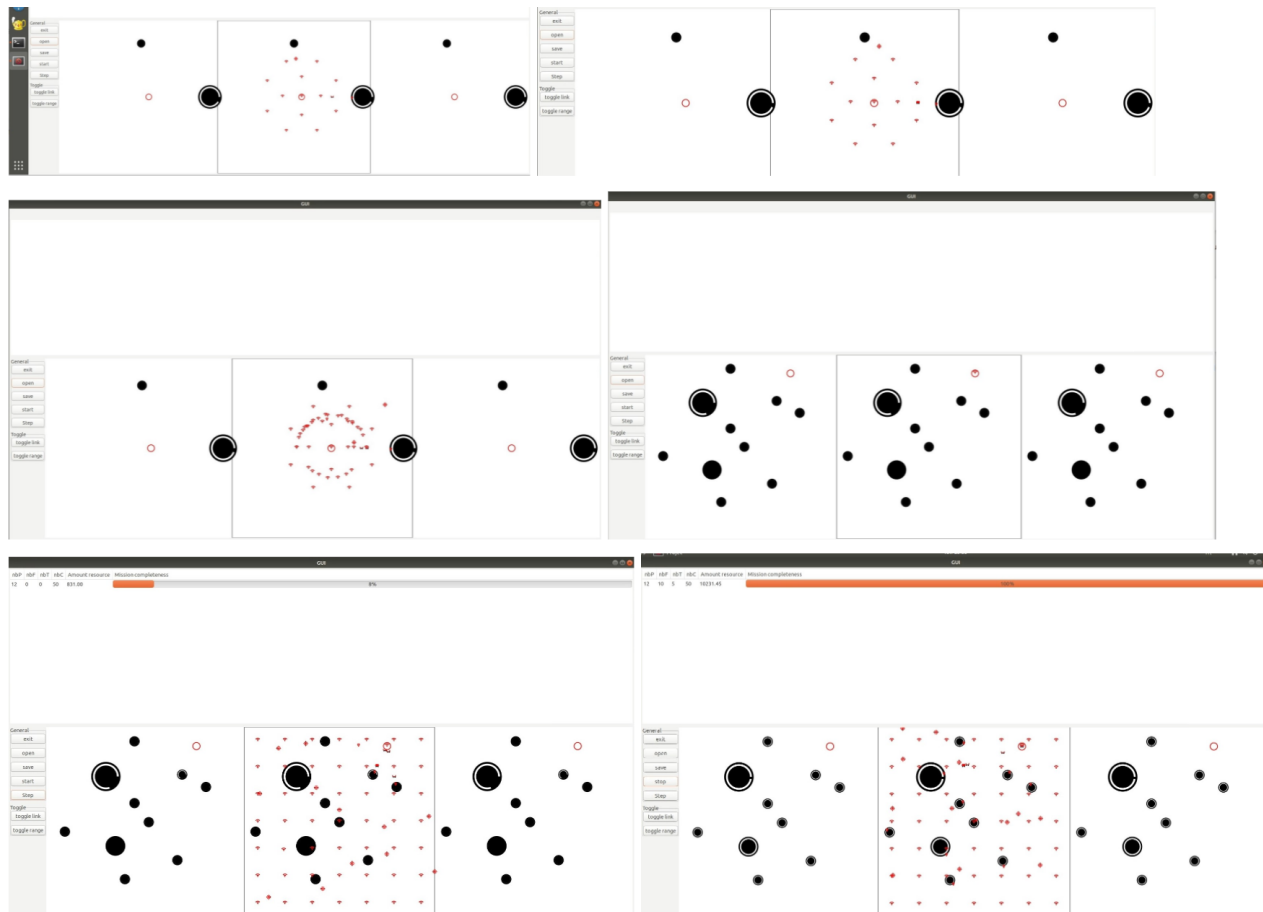 General
exit
open
save
start
Step
Toggle
toggle link
toggle range
General
exit
open
save
start
Step
Toggle
toggle link
toggle range
GUI
General
exit
open
save
start
Step
Toggle
toggle link
toggle range
GUI
General
exit
open
save
start
Step
Toggle
toggle link
toggle range
GUI
nbP nbF nbT nbC Amount resource Mission completeness
12 0 0 50 831.00 8%
General
exit
open
save
start
Step
Toggle
toggle link
toggle range
GUI
nbP nbF nbT nbC Amount resource Mission completeness
12 10 5 50 10231.45 100%
General
exit
open
save
stop
Step
Toggle
toggle link
toggle range